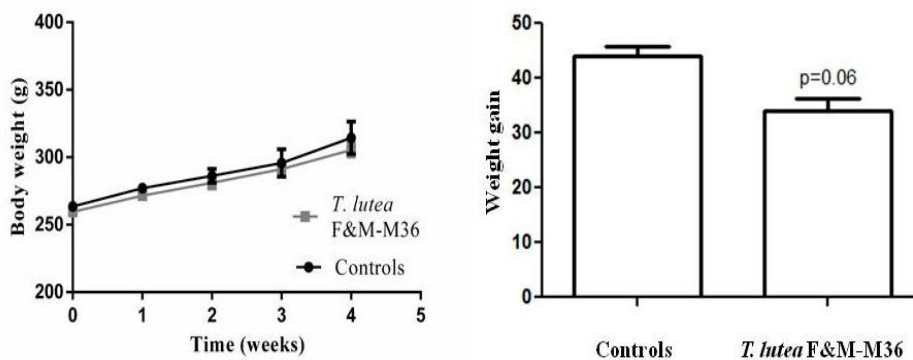 400
350
300
250
200
Body weight (g)
T. lutea
F&M-M36
Controls
0 1 2 3 4 5
Time (weeks)
50
40
30
20
10
0
Weight gain
p=0.06
Controls T. lutea F&M-M36